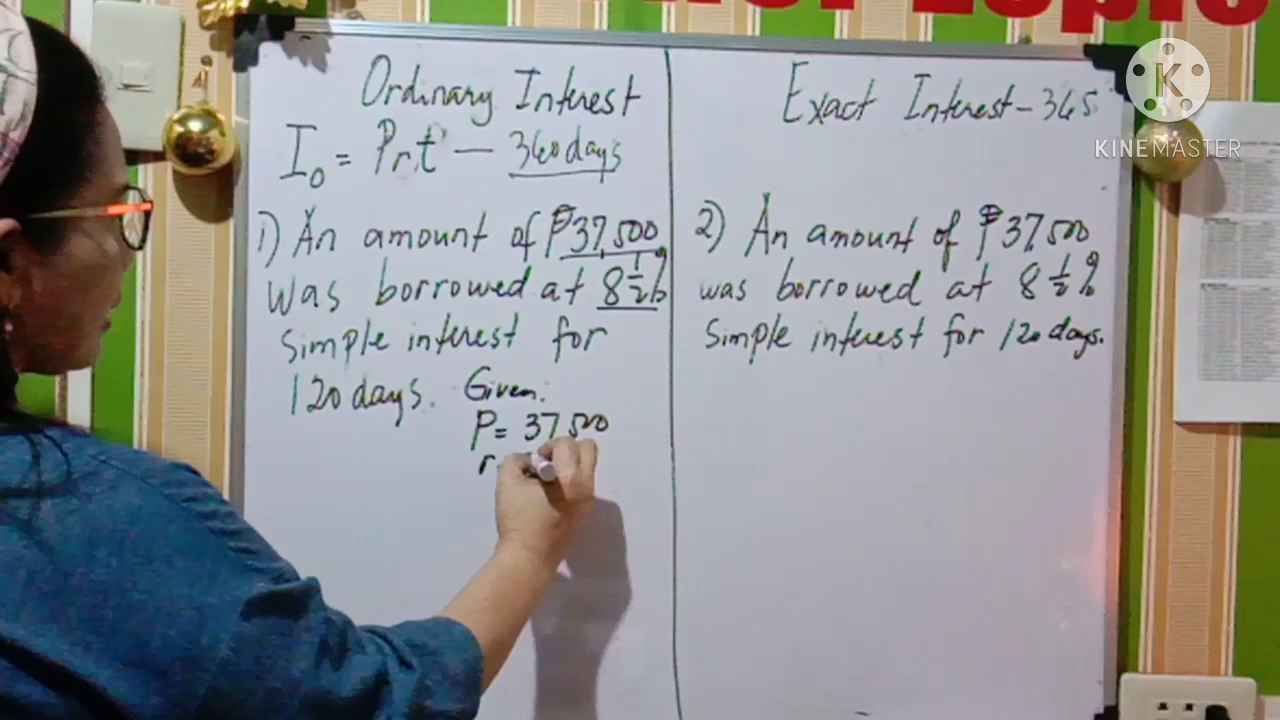 Ordinary Interest
I₀ = Prt — 360 days
1) An amount of ₱37,500
was borrowed at 8 1/2 %
simple interest for
120 days. Given:
P = 37 500
r
Exact Interest - 365
2) An amount of ₱37 500
was borrowed at 8 1/2 %
simple interest for 120 days.
KINEMASTER